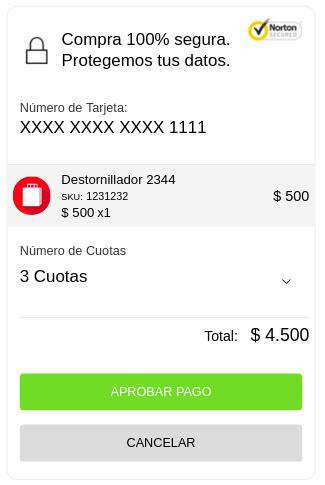 Norton
SECURED
Compra 100% segura.
Protegemos tus datos.
Número de Tarjeta:
XXXX XXXX XXXX 1111
Destornillador 2344
SKU: 1231232
$ 500 x1
$ 500
Número de Cuotas
3 Cuotas
Total: $ 4.500
APROBAR PAGO
CANCELAR